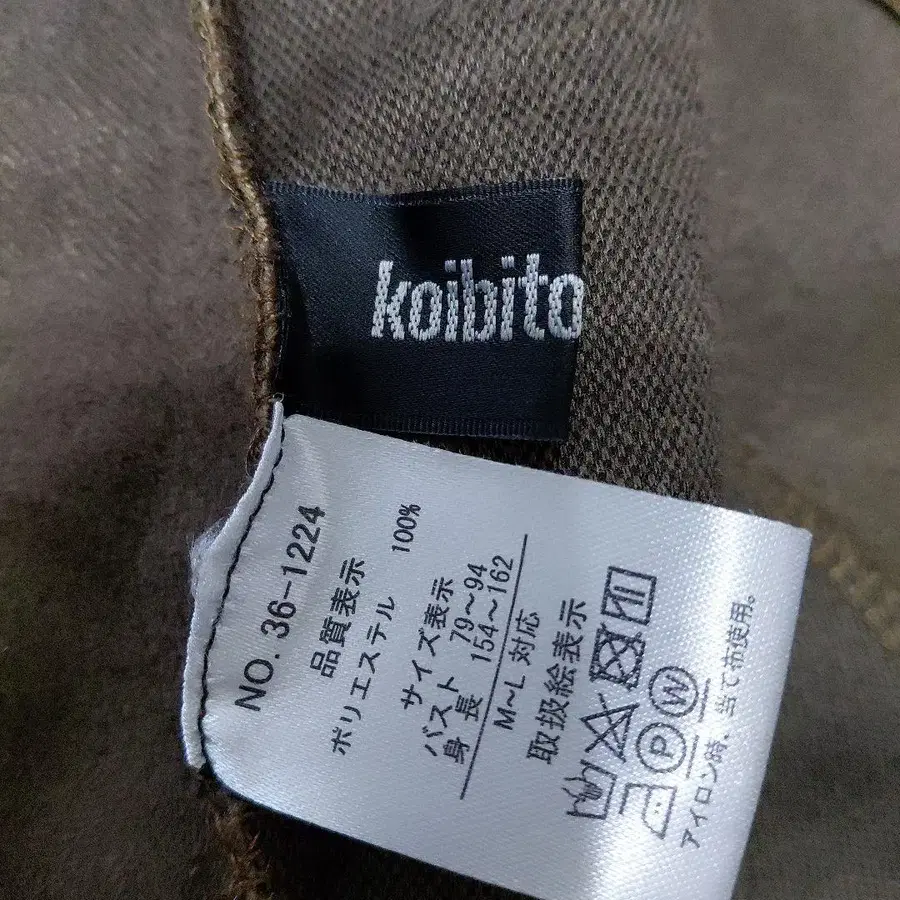 koibito
NO. 36-1224
品質表示
ポリエステル 100%
サイズ表示
バスト 79～94
身長 154～162
M～L 対応
取扱絵表示
P W
アイロン時、当て布使用。